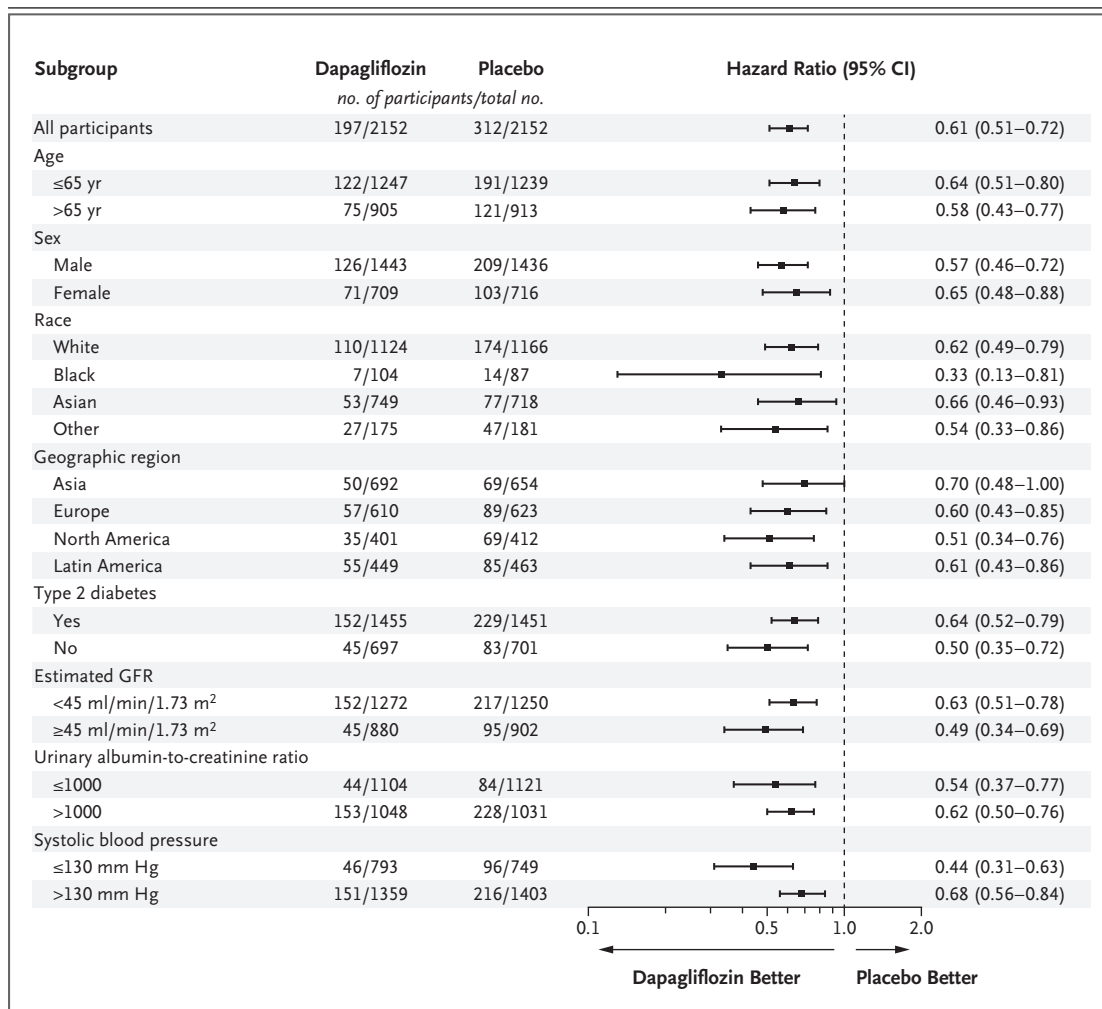 Subgroup Dapagliflozin Placebo Hazard Ratio (95% CI)
no. of participants/total no.
All participants 197/2152 312/2152 0.61 (0.51–0.72)
Age
≤65 yr 122/1247 191/1239 0.64 (0.51–0.80)
>65 yr 75/905 121/913 0.58 (0.43–0.77)
Sex
Male 126/1443 209/1436 0.57 (0.46–0.72)
Female 71/709 103/716 0.65 (0.48–0.88)
Race
White 110/1124 174/1166 0.62 (0.49–0.79)
Black 7/104 14/87 0.33 (0.13–0.81)
Asian 53/749 77/718 0.66 (0.46–0.93)
Other 27/175 47/181 0.54 (0.33–0.86)
Geographic region
Asia 50/692 69/654 0.70 (0.48–1.00)
Europe 57/610 89/623 0.60 (0.43–0.85)
North America 35/401 69/412 0.51 (0.34–0.76)
Latin America 55/449 85/463 0.61 (0.43–0.86)
Type 2 diabetes
Yes 152/1455 229/1451 0.64 (0.52–0.79)
No 45/697 83/701 0.50 (0.35–0.72)
Estimated GFR
<45 ml/min/1.73 m² 152/1272 217/1250 0.63 (0.51–0.78)
≥45 ml/min/1.73 m² 45/880 95/902 0.49 (0.34–0.69)
Urinary albumin-to-creatinine ratio
≤1000 44/1104 84/1121 0.54 (0.37–0.77)
>1000 153/1048 228/1031 0.62 (0.50–0.76)
Systolic blood pressure
≤130 mm Hg 46/793 96/749 0.44 (0.31–0.63)
>130 mm Hg 151/1359 216/1403 0.68 (0.56–0.84)
0.1 0.5 1.0 2.0
Dapagliflozin Better Placebo Better